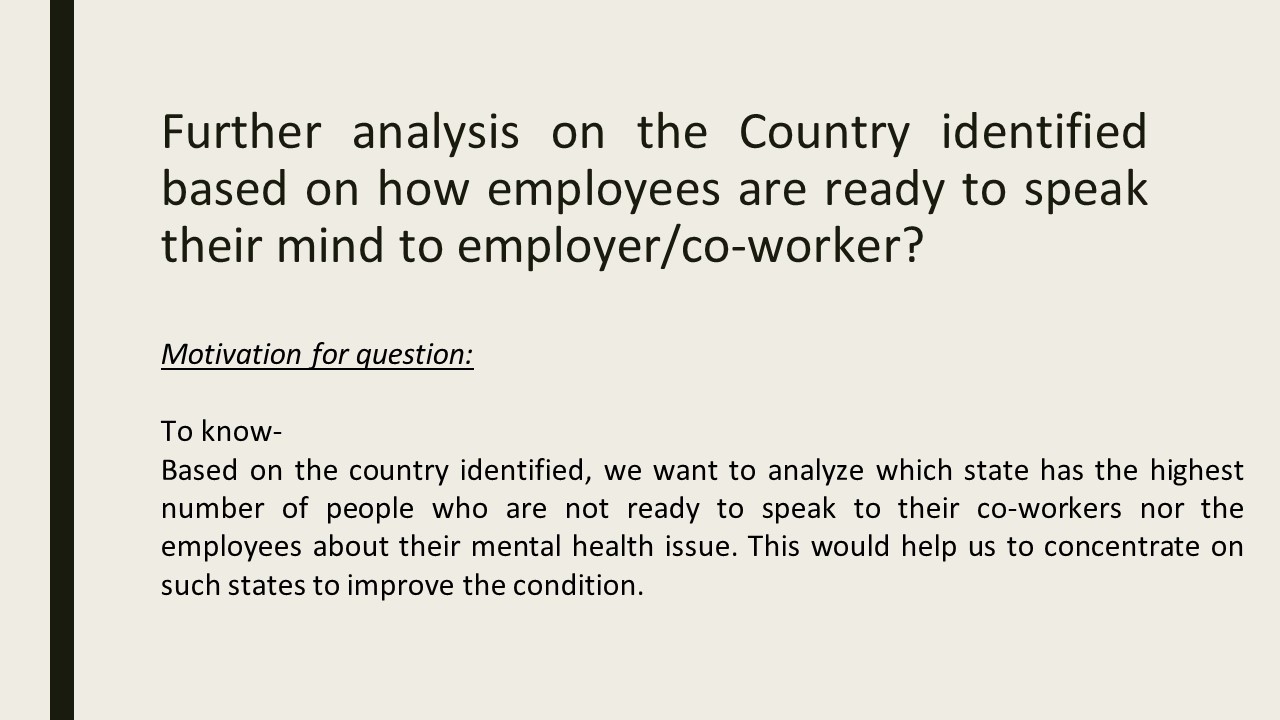 Further analysis on the Country identified
based on how employees are ready to speak
their mind to employer/co-worker?
Motivation for question:
To know-
Based on the country identified, we want to analyze which state has the highest
number of people who are not ready to speak to their co-workers nor the
employees about their mental health issue. This would help us to concentrate on
such states to improve the condition.